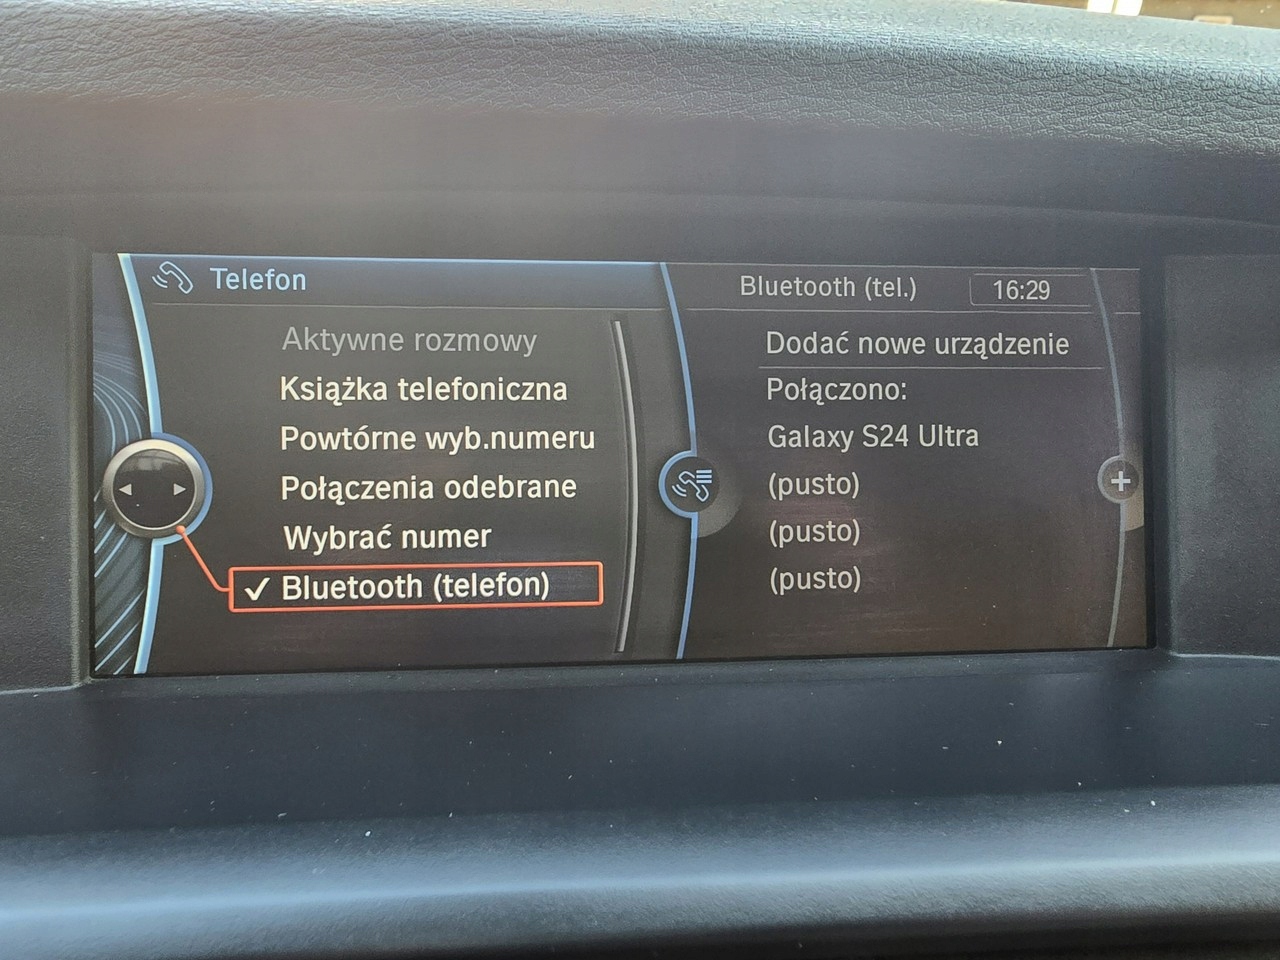 Telefon
Aktywne rozmowy
Książka telefoniczna
Powtórne wyb.numeru
Połączenia odebrane
Wybrać numer
✓ Bluetooth (telefon)
Bluetooth (tel.)
16:29
Dodać nowe urządzenie
Połączono:
Galaxy S24 Ultra
(pusto)
(pusto)
(pusto)